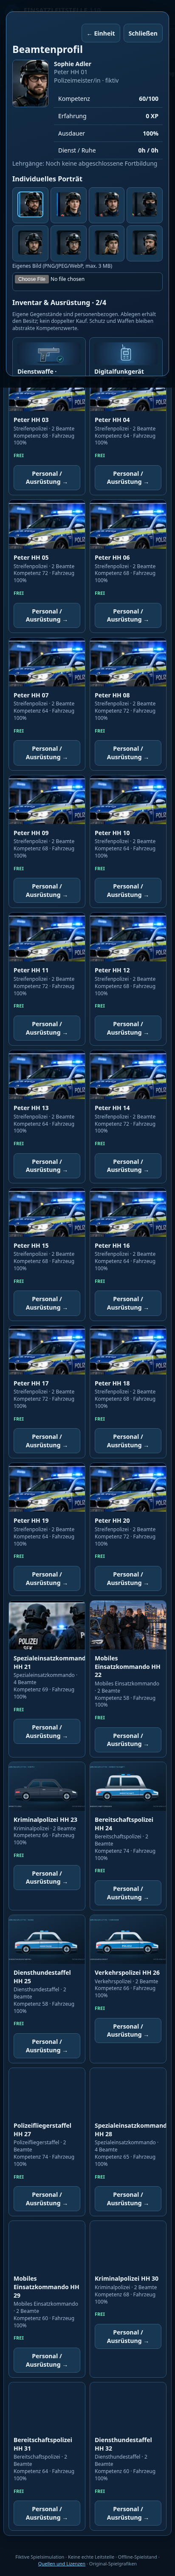 ← Einheit
Schließen
Beamtenprofil
Sophie Adler
Peter HH 01
Polizeimeister/in · fiktiv
Kompetenz 60/100
Erfahrung 0 XP
Ausdauer 100%
Dienst / Ruhe 0h / 0h
Lehrgänge: Noch keine abgeschlossene Fortbildung
Individuelles Porträt
Eigenes Bild (PNG/JPEG/WebP, max. 3 MB)
Choose File No file chosen
Inventar & Ausrüstung · 2/4
Eigene Gegenstände sind personenbezogen. Ablegen erhält
den Besitz; kein doppelter Kauf. Schutz und Waffen bleiben
abstrakte Kompetenzwerte.
Dienstwaffe ·
Digitalfunkgerät
Peter HH 03
Streifenpolizei · 2 Beamte
Kompetenz 68 · Fahrzeug
100%
FREI
Personal /
Ausrüstung →
Peter HH 04
Streifenpolizei · 2 Beamte
Kompetenz 64 · Fahrzeug
100%
FREI
Personal /
Ausrüstung →
Peter HH 05
Streifenpolizei · 2 Beamte
Kompetenz 72 · Fahrzeug
100%
FREI
Personal /
Ausrüstung →
Peter HH 06
Streifenpolizei · 2 Beamte
Kompetenz 68 · Fahrzeug
100%
FREI
Personal /
Ausrüstung →
Peter HH 07
Streifenpolizei · 2 Beamte
Kompetenz 64 · Fahrzeug
100%
FREI
Personal /
Ausrüstung →
Peter HH 08
Streifenpolizei · 2 Beamte
Kompetenz 72 · Fahrzeug
100%
FREI
Personal /
Ausrüstung →
Peter HH 09
Streifenpolizei · 2 Beamte
Kompetenz 68 · Fahrzeug
100%
FREI
Personal /
Ausrüstung →
Peter HH 10
Streifenpolizei · 2 Beamte
Kompetenz 64 · Fahrzeug
100%
FREI
Personal /
Ausrüstung →
Peter HH 11
Streifenpolizei · 2 Beamte
Kompetenz 72 · Fahrzeug
100%
FREI
Personal /
Ausrüstung →
Peter HH 12
Streifenpolizei · 2 Beamte
Kompetenz 68 · Fahrzeug
100%
FREI
Personal /
Ausrüstung →
Peter HH 13
Streifenpolizei · 2 Beamte
Kompetenz 64 · Fahrzeug
100%
FREI
Personal /
Ausrüstung →
Peter HH 14
Streifenpolizei · 2 Beamte
Kompetenz 72 · Fahrzeug
100%
FREI
Personal /
Ausrüstung →
Peter HH 15
Streifenpolizei · 2 Beamte
Kompetenz 68 · Fahrzeug
100%
FREI
Personal /
Ausrüstung →
Peter HH 16
Streifenpolizei · 2 Beamte
Kompetenz 64 · Fahrzeug
100%
FREI
Personal /
Ausrüstung →
Peter HH 17
Streifenpolizei · 2 Beamte
Kompetenz 72 · Fahrzeug
100%
FREI
Personal /
Ausrüstung →
Peter HH 18
Streifenpolizei · 2 Beamte
Kompetenz 68 · Fahrzeug
100%
FREI
Personal /
Ausrüstung →
Peter HH 19
Streifenpolizei · 2 Beamte
Kompetenz 64 · Fahrzeug
100%
FREI
Personal /
Ausrüstung →
Peter HH 20
Streifenpolizei · 2 Beamte
Kompetenz 72 · Fahrzeug
100%
FREI
Personal /
Ausrüstung →
POLIZEI
SEK
Spezialeinsatzkommando
HH 21
Spezialeinsatzkommando ·
4 Beamte
Kompetenz 69 · Fahrzeug
100%
FREI
Personal /
Ausrüstung →
Mobiles
Einsatzkommando HH
22
Mobiles Einsatzkommando
· 2 Beamte
Kompetenz 58 · Fahrzeug
100%
FREI
Personal /
Ausrüstung →
Kriminalpolizei HH 23
Kriminalpolizei · 2 Beamte
Kompetenz 66 · Fahrzeug
100%
FREI
Personal /
Ausrüstung →
Bereitschaftspolizei
HH 24
Bereitschaftspolizei · 2
Beamte
Kompetenz 74 · Fahrzeug
100%
FREI
Personal /
Ausrüstung →
Diensthundestaffel
HH 25
Diensthundestaffel · 2
Beamte
Kompetenz 58 · Fahrzeug
100%
FREI
Personal /
Ausrüstung →
Verkehrspolizei HH 26
Verkehrspolizei · 2 Beamte
Kompetenz 66 · Fahrzeug
100%
FREI
Personal /
Ausrüstung →
Polizeifliegerstaffel
HH 27
Polizeifliegerstaffel · 2
Beamte
Kompetenz 74 · Fahrzeug
100%
FREI
Personal /
Ausrüstung →
Spezialeinsatzkommando
HH 28
Spezialeinsatzkommando ·
4 Beamte
Kompetenz 69 · Fahrzeug
100%
FREI
Personal /
Ausrüstung →
Mobiles
Einsatzkommando HH
29
Mobiles Einsatzkommando
· 2 Beamte
Kompetenz 60 · Fahrzeug
100%
FREI
Personal /
Ausrüstung →
Kriminalpolizei HH 30
Kriminalpolizei · 2 Beamte
Kompetenz 68 · Fahrzeug
100%
FREI
Personal /
Ausrüstung →
Bereitschaftspolizei
HH 31
Bereitschaftspolizei · 2
Beamte
Kompetenz 64 · Fahrzeug
100%
FREI
Personal /
Ausrüstung →
Diensthundestaffel
HH 32
Diensthundestaffel · 2
Beamte
Kompetenz 60 · Fahrzeug
100%
FREI
Personal /
Ausrüstung →
Fiktive Spielsimulation · Keine echte Leitstelle · Offline-Spielstand ·
Quellen und Lizenzen · Original-Spielgrafiken